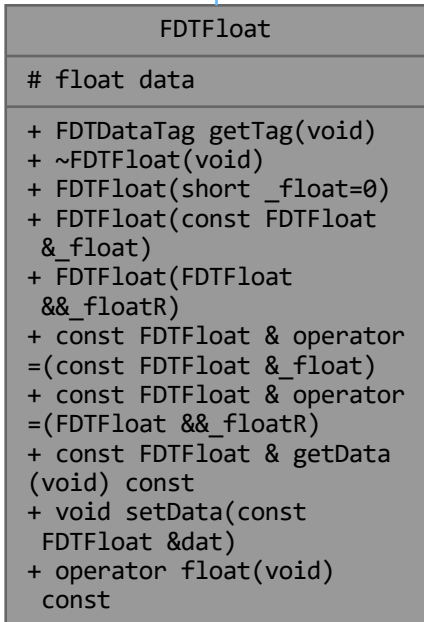 FDTFloat
# float data
+ FDTDataTag getTag(void)
+ ~FDTFloat(void)
+ FDTFloat(short _float=0)
+ FDTFloat(const FDTFloat
&_float)
+ FDTFloat(FDTFloat
&&_floatR)
+ const FDTFloat & operator
=(const FDTFloat &_float)
+ const FDTFloat & operator
=(FDTFloat &&_floatR)
+ const FDTFloat & getData
(void) const
+ void setData(const
FDTFloat &dat)
+ operator float(void)
const